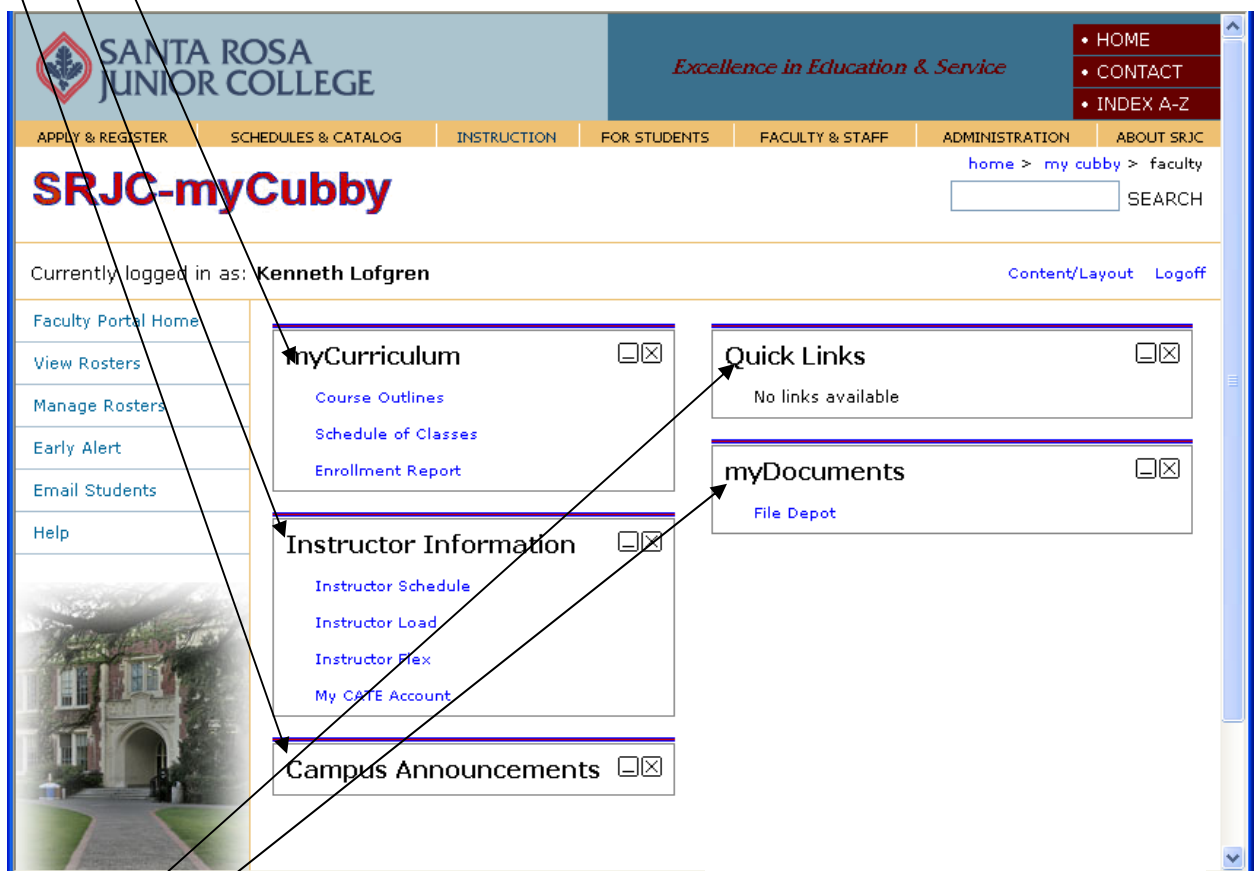 SANTA ROSA
JUNIOR COLLEGE
Excellence in Education & Service
• HOME
• CONTACT
• INDEX A-Z
APPLY & REGISTER SCHEDULES & CATALOG INSTRUCTION FOR STUDENTS FACULTY & STAFF ADMINISTRATION ABOUT SRJC
home > my cubby > faculty
SRJC-myCubby
SEARCH
Currently logged in as: Kenneth Lofgren
Content/Layout Logoff
Faculty Portal Home
View Rosters
Manage Rosters
Early Alert
Email Students
Help
myCurriculum
Course Outlines
Schedule of Classes
Enrollment Report
Instructor Information
Instructor Schedule
Instructor Load
Instructor Flex
My CATE Account
Campus Announcements
Quick Links
No links available
myDocuments
File Depot